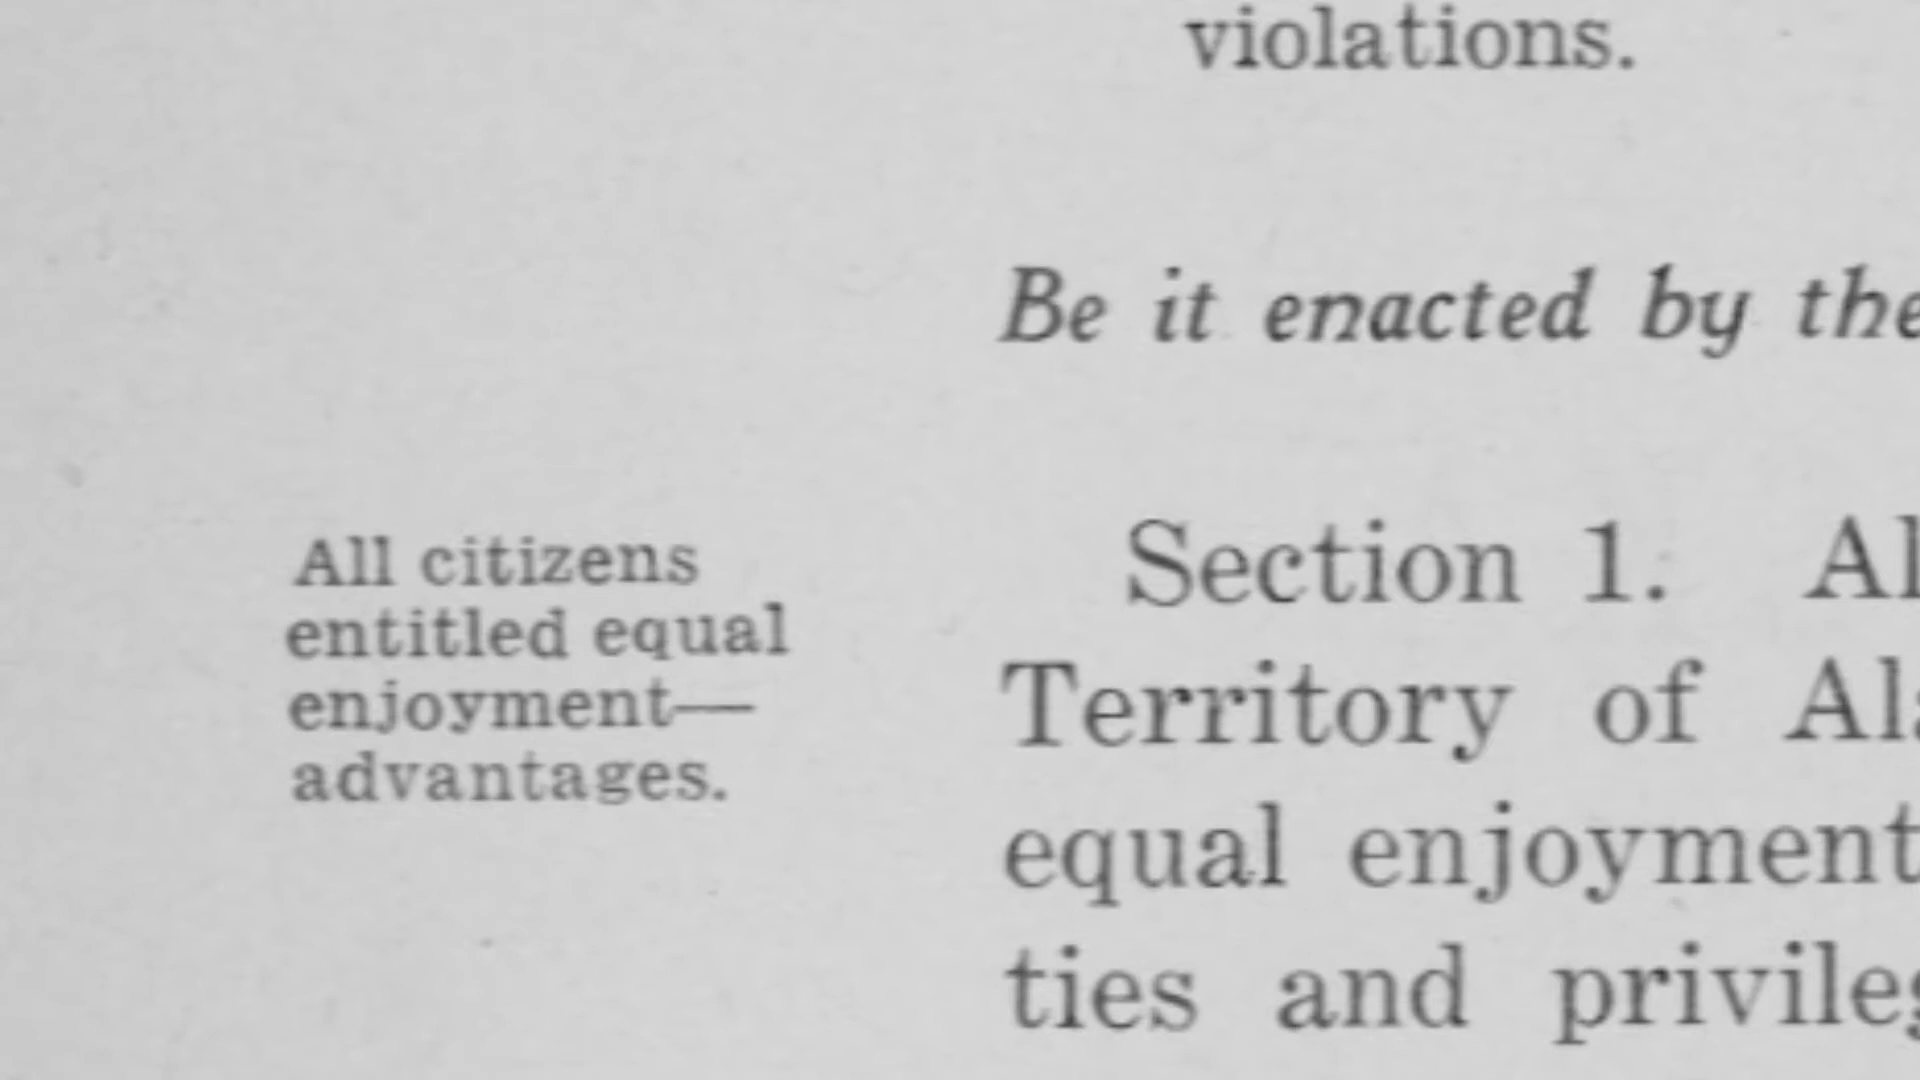 violations.
Be it enacted by the
All citizens
entitled equal
enjoyment—
advantages.
Section 1.
Territory of
equal enjoyment
ties and